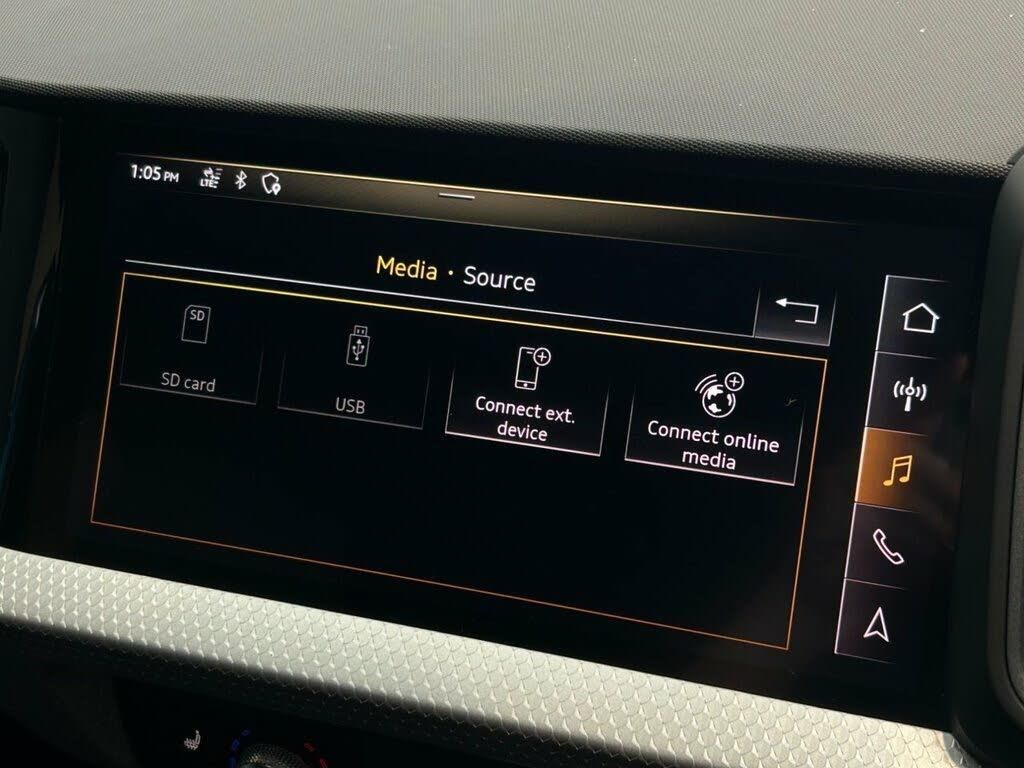 1:05 PM LTE
Media · Source
SD
SD card
USB
Connect ext.
device
Connect online
media